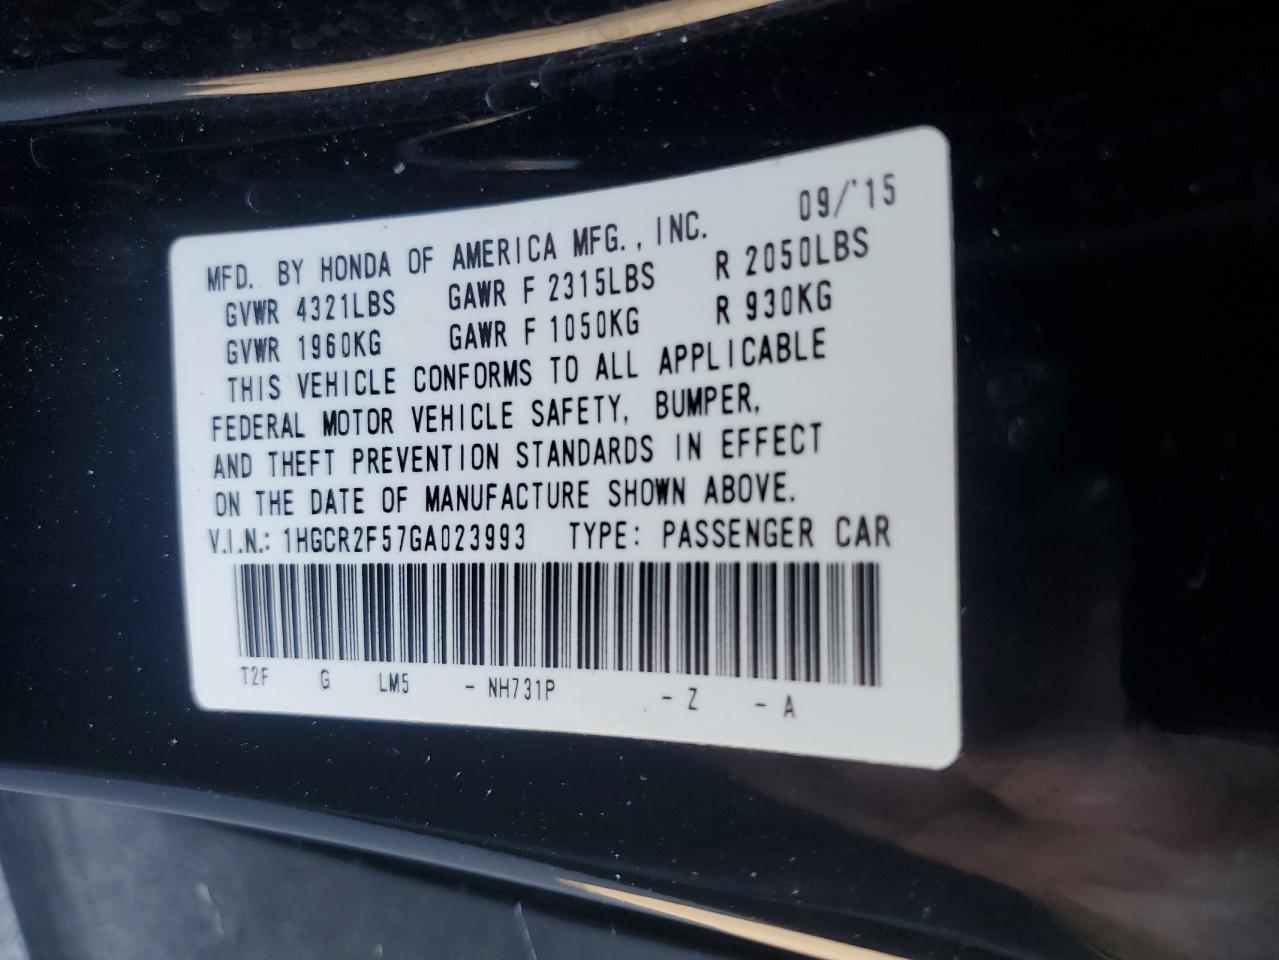 MFD. BY HONDA OF AMERICA MFG., INC. 09/'15
GVWR 4321LBS GAWR F 2315LBS R 2050LBS
GVWR 1960KG GAWR F 1050KG R 930KG
THIS VEHICLE CONFORMS TO ALL APPLICABLE
FEDERAL MOTOR VEHICLE SAFETY, BUMPER,
AND THEFT PREVENTION STANDARDS IN EFFECT
ON THE DATE OF MANUFACTURE SHOWN ABOVE.
V.I.N.: 1HGCR2F57GA023993 TYPE: PASSENGER CAR
T2F G LM5 - NH731P - Z - A